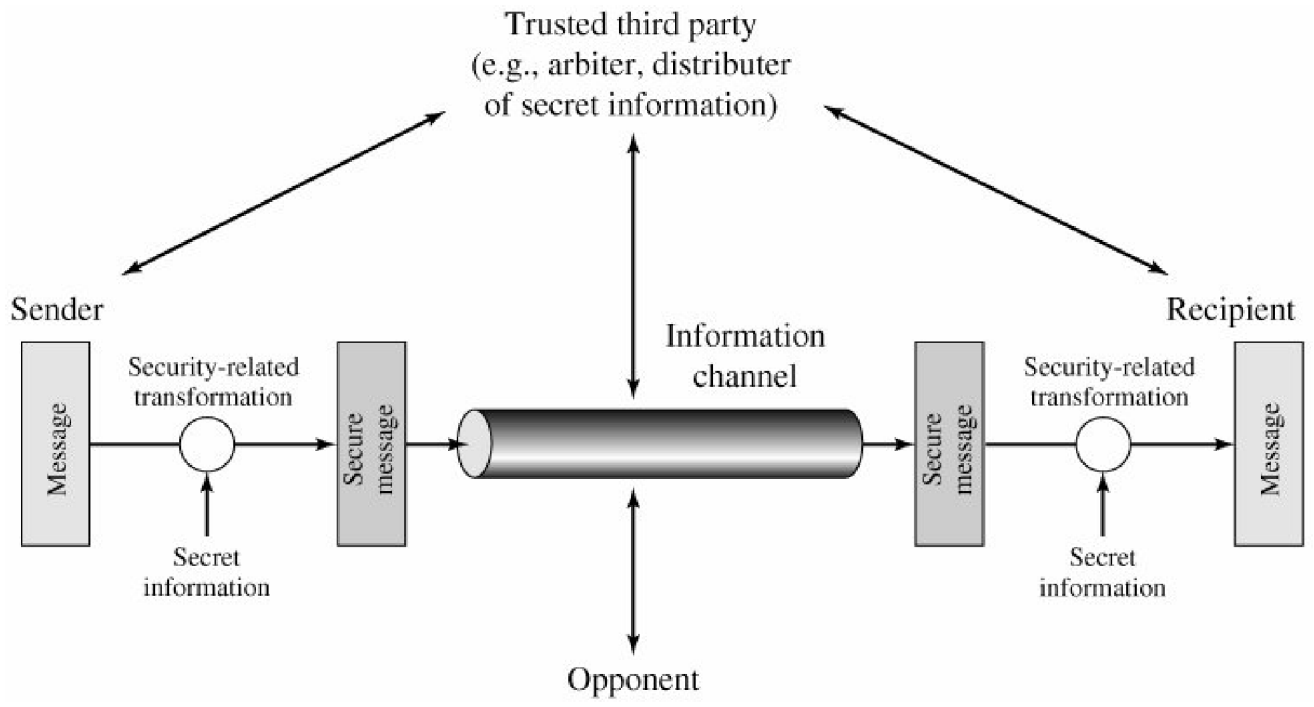 Trusted third party
(e.g., arbiter, distributer
of secret information)
Sender
Recipient
Information
channel
Security-related
transformation
Security-related
transformation
Message
Secure
message
Secure
message
Message
Secret
information
Secret
information
Opponent